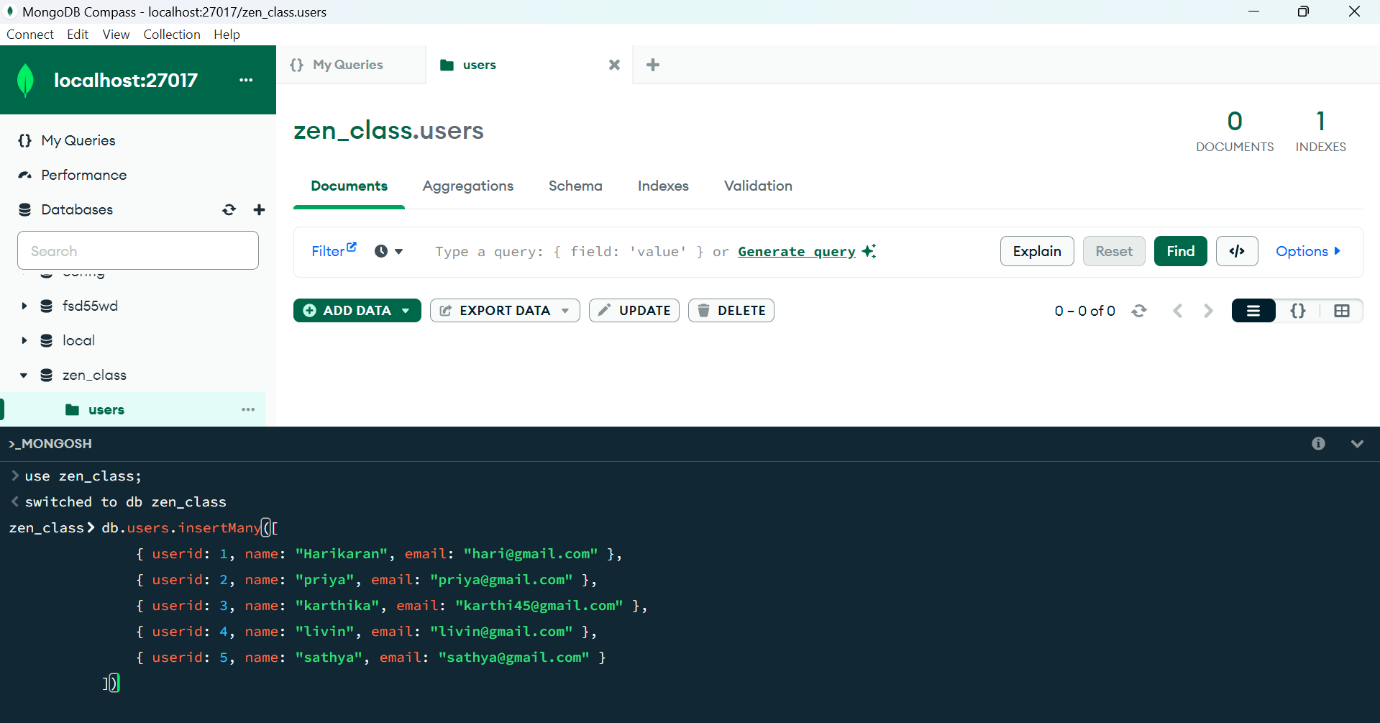 MongoDB Compass - localhost:27017/zen_class.users
Connect Edit View Collection Help
localhost:27017 ...
{} My Queries
users
zen_class.users
0 DOCUMENTS
1 INDEXES
{} My Queries
Performance
Databases
Search
config
fsd55wd
local
zen_class
users ...
Documents Aggregations Schema Indexes Validation
Filter Type a query: { field: 'value' } or Generate query Explain Reset Find </> Options
ADD DATA EXPORT DATA UPDATE DELETE 0 – 0 of 0 {}
>_MONGOSH
> use zen_class;
< switched to db zen_class
zen_class> db.users.insertMany([
{ userid: 1, name: "Harikaran", email: "hari@gmail.com" },
{ userid: 2, name: "priya", email: "priya@gmail.com" },
{ userid: 3, name: "karthika", email: "karthi45@gmail.com" },
{ userid: 4, name: "livin", email: "livin@gmail.com" },
{ userid: 5, name: "sathya", email: "sathya@gmail.com" }
])